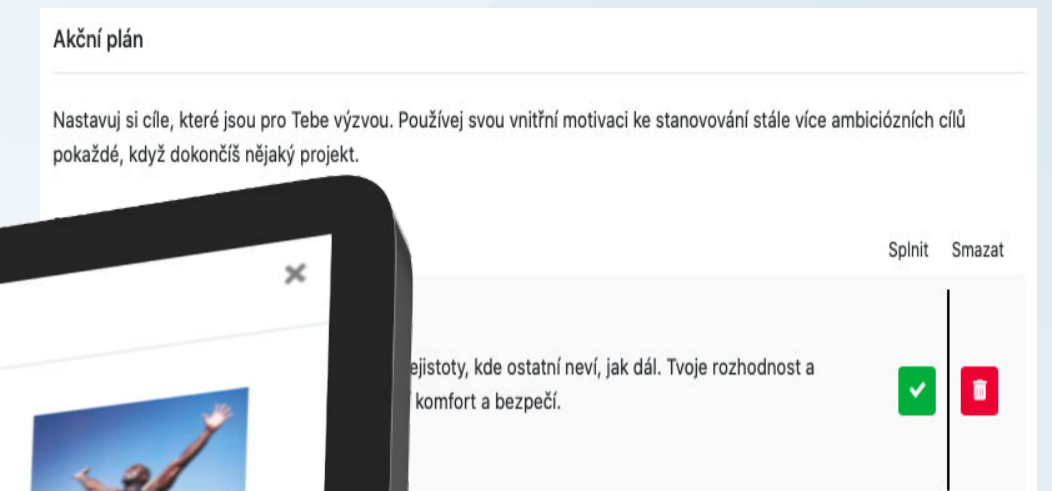 Akční plán
Nastavuj si cíle, které jsou pro Tebe výzvou. Používej svou vnitřní motivaci ke stanovování stále více ambiciózních cílů
pokaždé, když dokončíš nějaký projekt.
Splnit Smazat
ejistoty, kde ostatní neví, jak dál. Tvoje rozhodnost a
komfort a bezpečí.